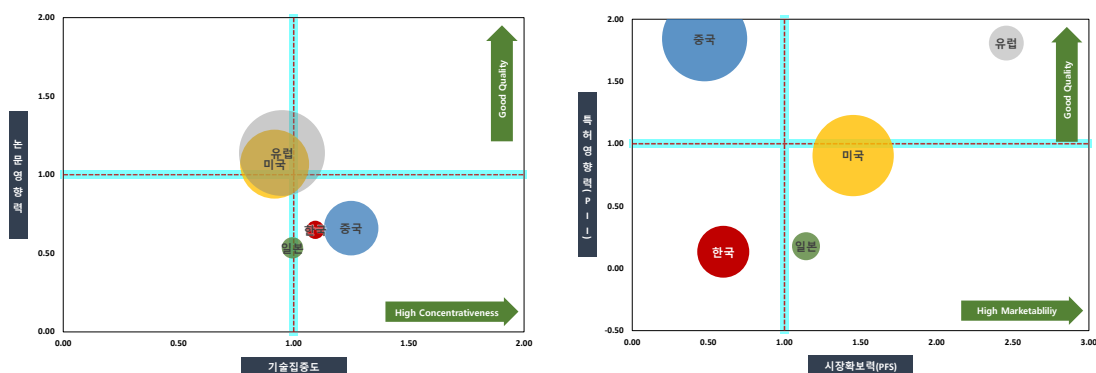 2.00
1.50
1.00
0.50
0.00
0.00
0.50
1.00
1.50
2.00
논문영향력
기술집중도
Good Quality
High Concentrativeness
유럽
미국
한국
중국
일본
2.00
1.50
1.00
0.50
0.00
-0.50
0.00
0.50
1.00
1.50
2.00
2.50
3.00
특허영향력(PII)
시장확보력(PFS)
Good Quality
High Marketabliliy
중국
유럽
미국
한국
일본